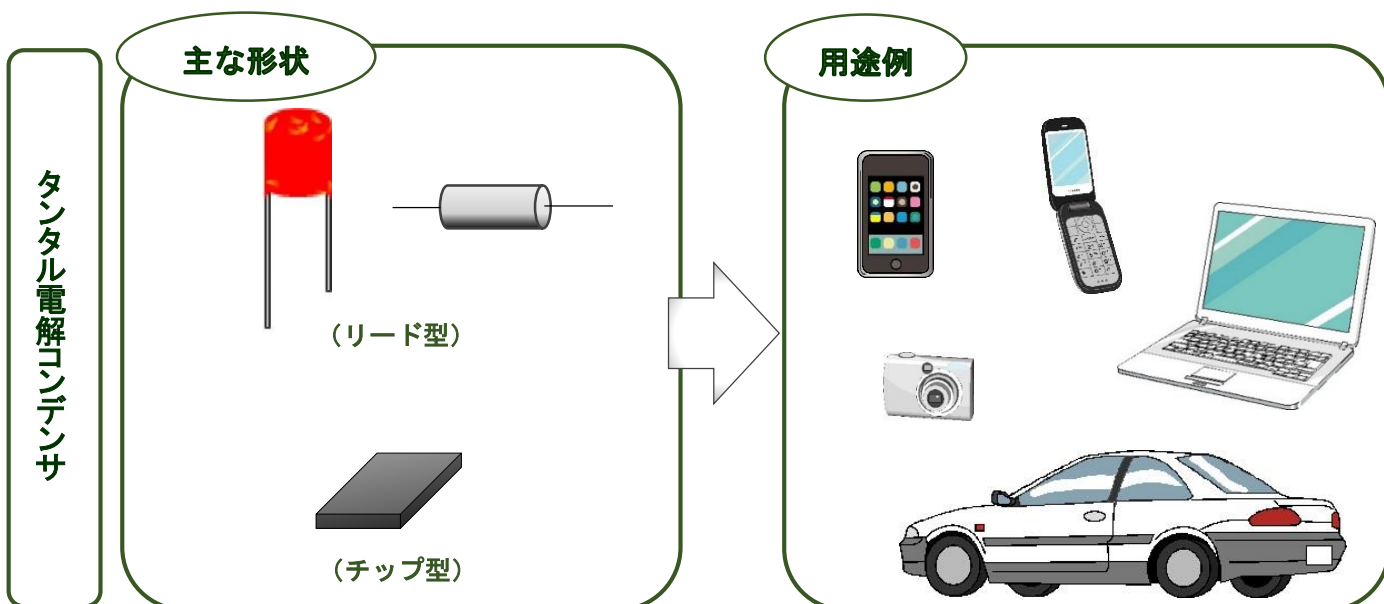 タンタル電解コンデンサ
主な形状
(リード型)
(チップ型)
用途例